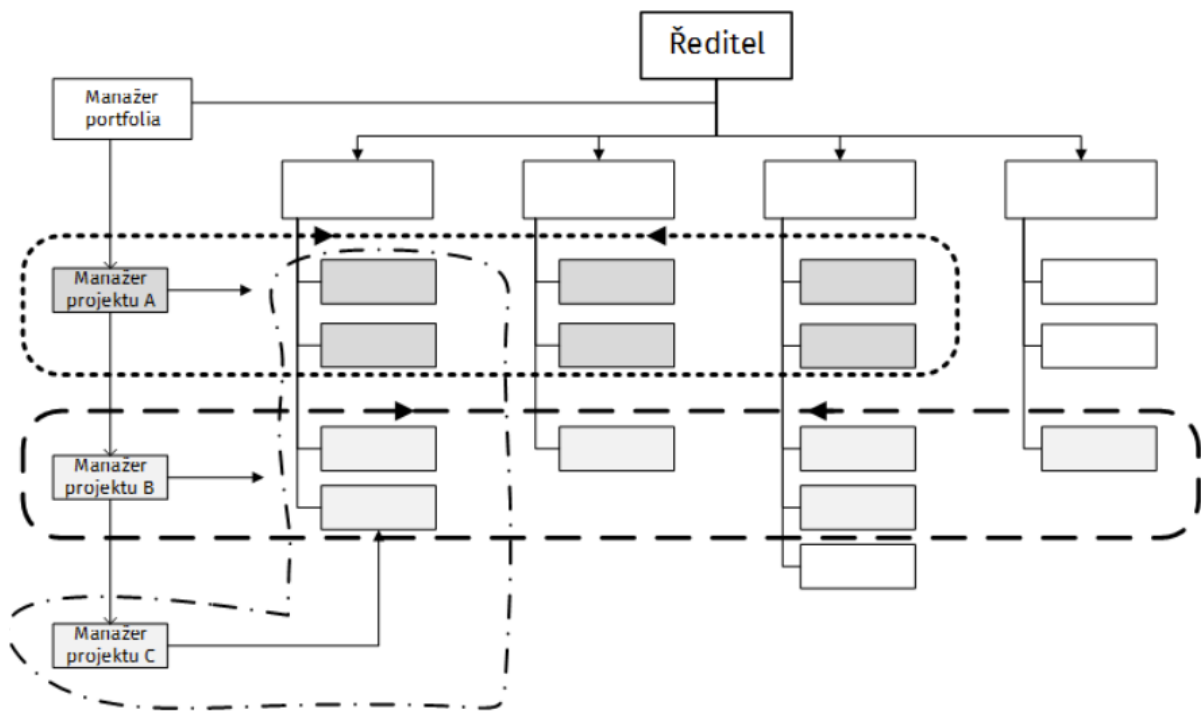 Ředitel
Manažer
portfolia
Manažer
projektu A
Manažer
projektu B
Manažer
projektu C